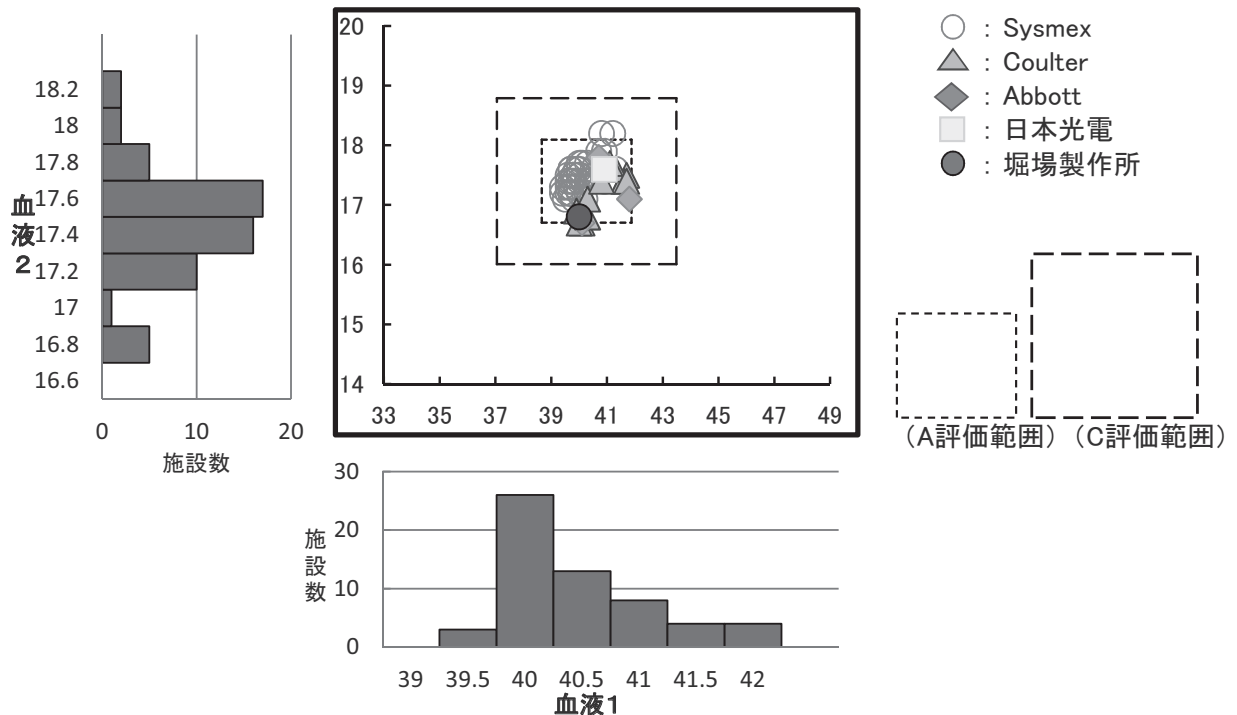 18.2
18
17.8
17.6
17.4
17.2
17
16.8
16.6
血液2
0 10 20
施設数
20
19
18
17
16
15
14
33 35 37 39 41 43 45 47 49
: Sysmex
: Coulter
: Abbott
: 日本光電
: 堀場製作所
(A評価範囲) (C評価範囲)
30
20
10
0
施設数
39 39.5 40 40.5 41 41.5 42
血液1